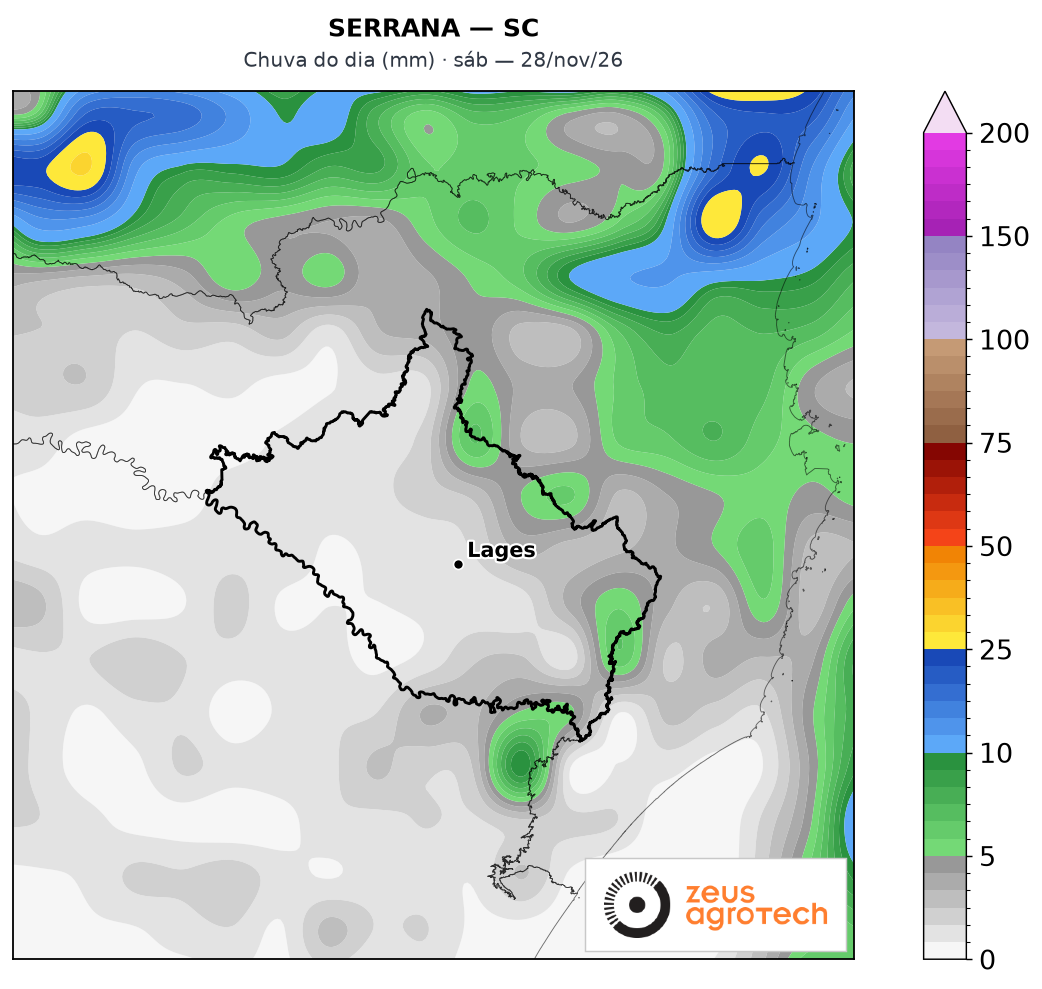 SERRANA — SC
Chuva do dia (mm) · sáb — 28/nov/26
200
150
100
75
50
25
10
5
0
Lages
zeus
agrotech